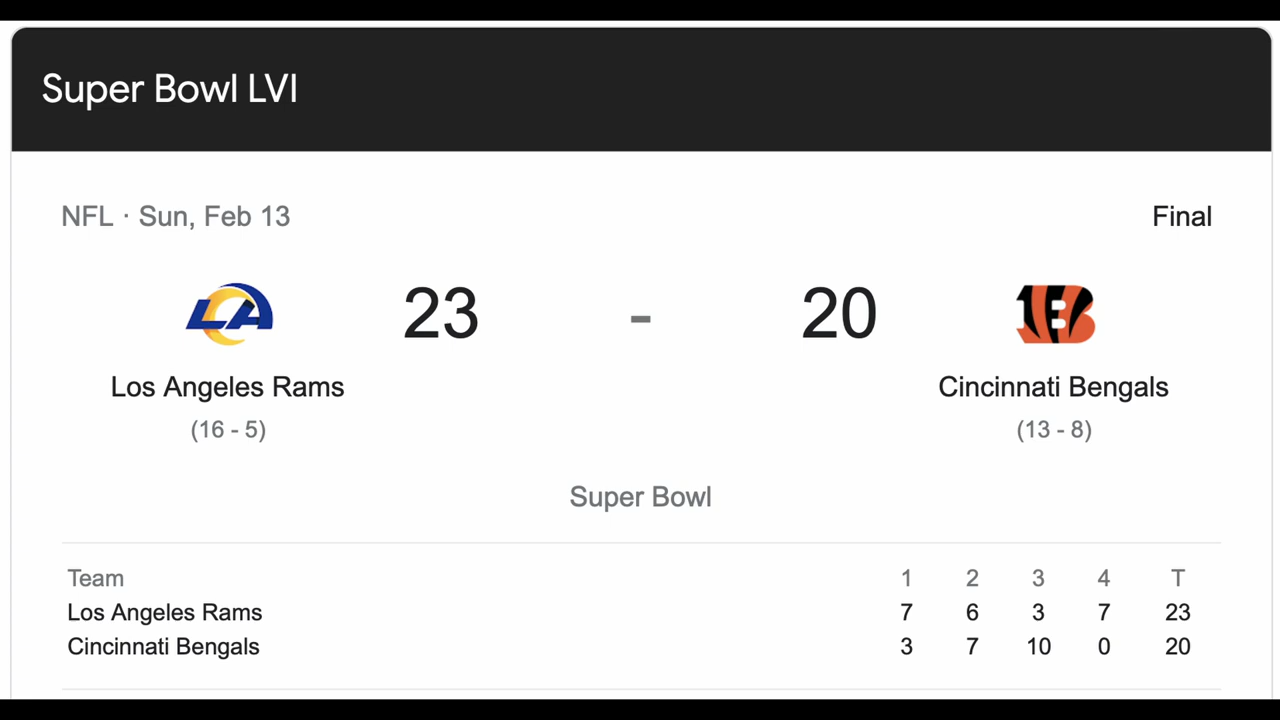 Super Bowl LVI
NFL · Sun, Feb 13 Final
LA 23 - 20 B
Los Angeles Rams Cincinnati Bengals
(16 - 5) (13 - 8)
Super Bowl
Team 1 2 3 4 T
Los Angeles Rams 7 6 3 7 23
Cincinnati Bengals 3 7 10 0 20